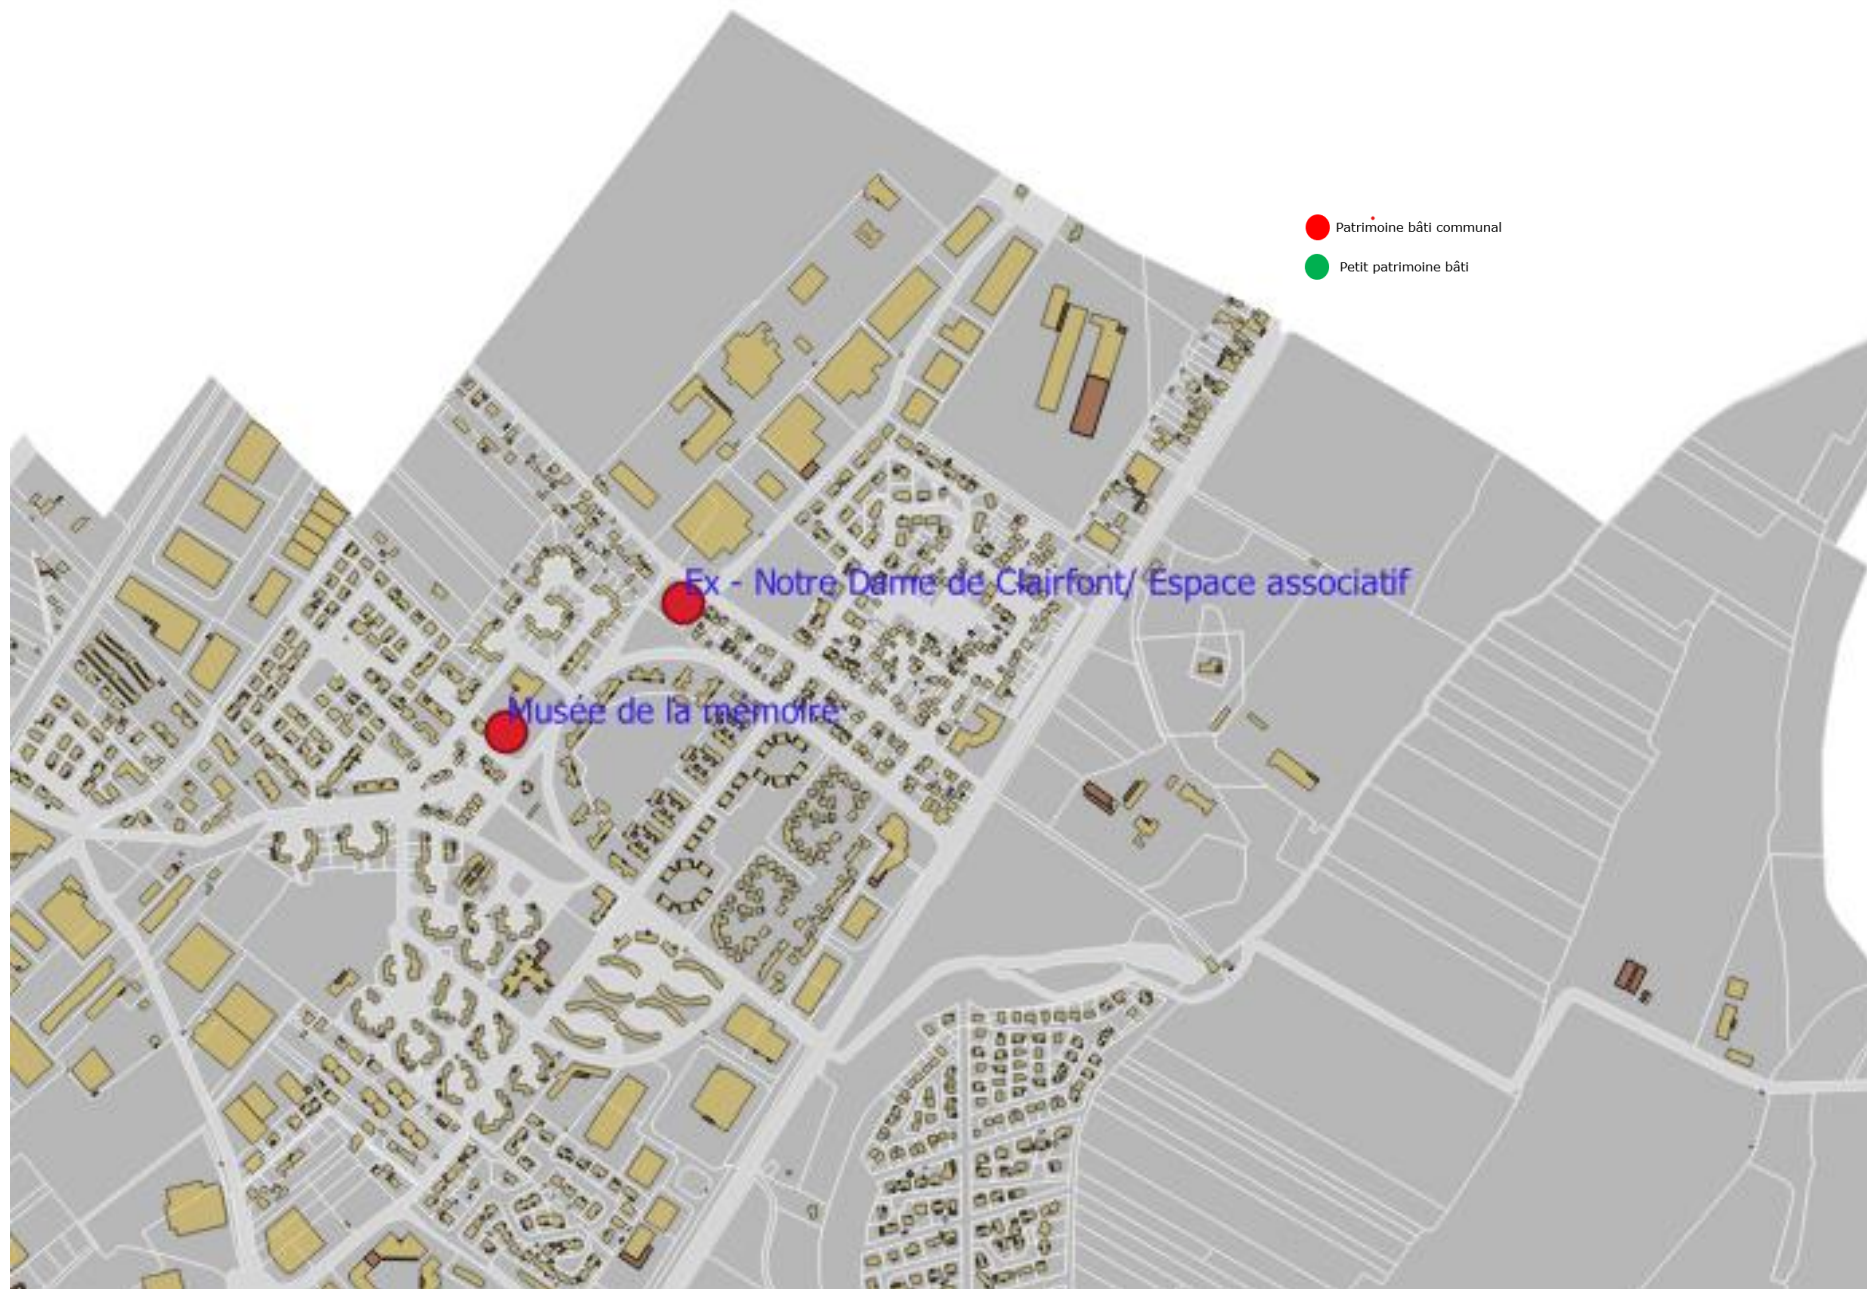 Patrimoine bâti communal
Petit patrimoine bâti
Ex - Notre Dame de Clairfont/ Espace associatif
Musée de la mémoire